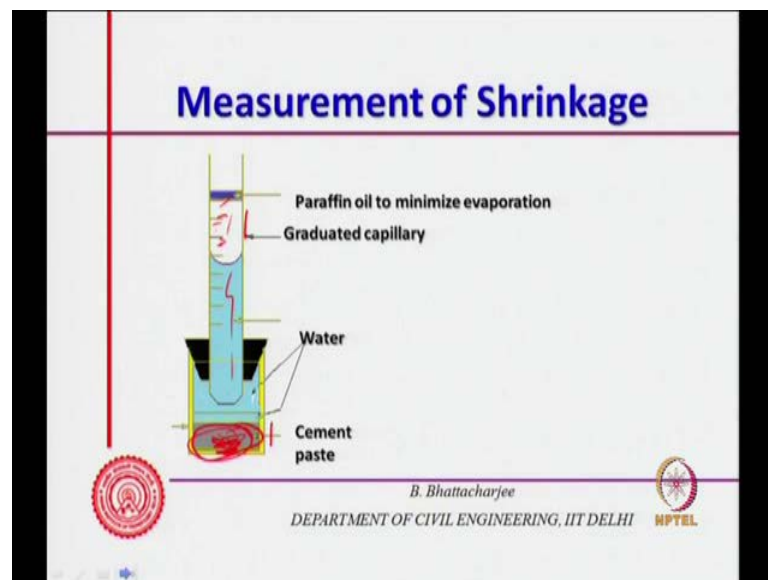 Measurement of Shrinkage
Paraffin oil to minimize evaporation
Graduated capillary
Water
Cement
paste
B. Bhattacharjee
DEPARTMENT OF CIVIL ENGINEERING, IIT DELHI
NPTEL